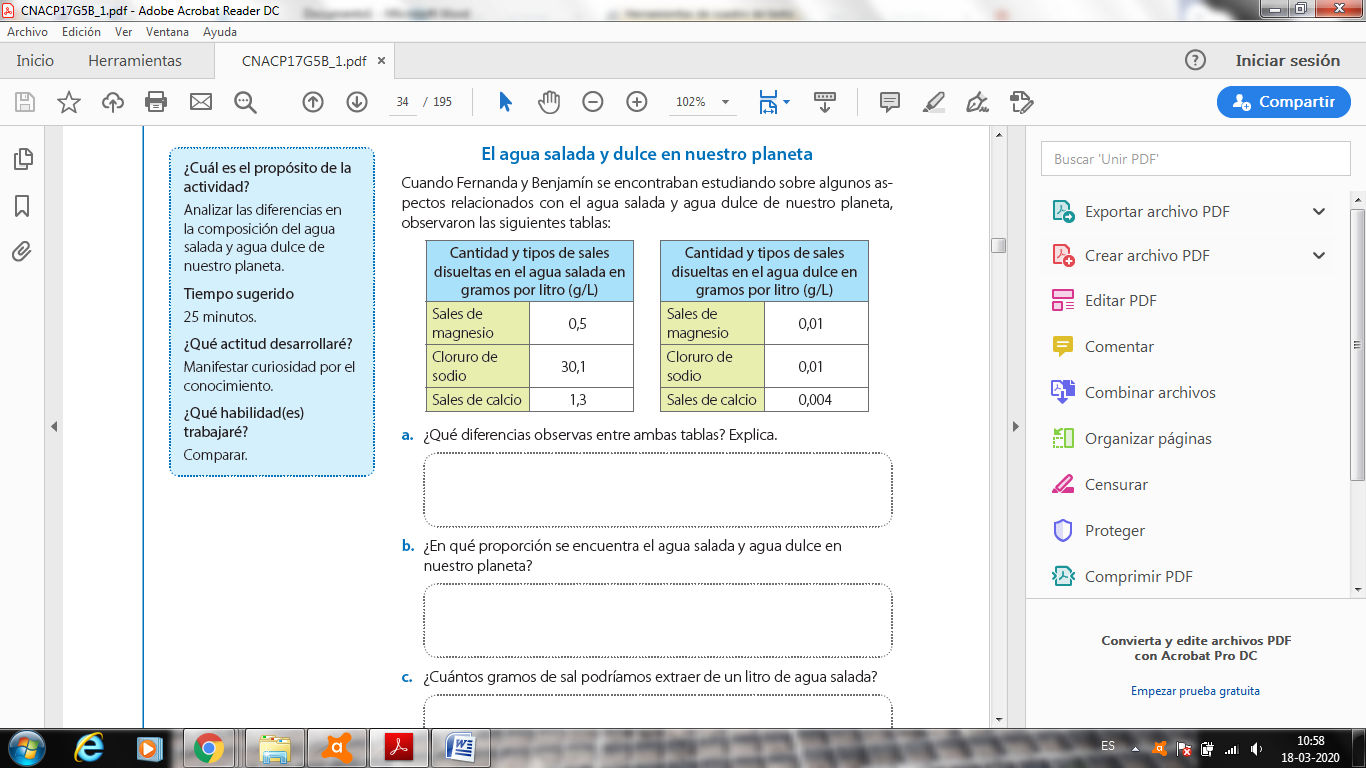 CNACP17G5B_1.pdf - Adobe Acrobat Reader DC
Archivo Edición Ver Ventana Ayuda
Inicio Herramientas CNACP17G5B_1.pdf × ? Iniciar sesión
34 / 195 102% Compartir
¿Cuál es el propósito de la
actividad?
Analizar las diferencias en
la composición del agua
salada y agua dulce de
nuestro planeta.
Tiempo sugerido
25 minutos.
¿Qué actitud desarrollaré?
Manifestar curiosidad por el
conocimiento.
¿Qué habilidad(es)
trabajaré?
Comparar.
El agua salada y dulce en nuestro planeta
Cuando Fernanda y Benjamín se encontraban estudiando sobre algunos as-
pectos relacionados con el agua salada y agua dulce de nuestro planeta,
observaron las siguientes tablas:
Cantidad y tipos de sales
disueltas en el agua salada en
gramos por litro (g/L)
Sales de
magnesio
0,5
Cloruro de
sodio
30,1
Sales de calcio 1,3
Cantidad y tipos de sales
disueltas en el agua dulce en
gramos por litro (g/L)
Sales de
magnesio
0,01
Cloruro de
sodio
0,01
Sales de calcio 0,004
a. ¿Qué diferencias observas entre ambas tablas? Explica.
b. ¿En qué proporción se encuentra el agua salada y agua dulce en
nuestro planeta?
c. ¿Cuántos gramos de sal podríamos extraer de un litro de agua salada?
Buscar 'Unir PDF'
Exportar archivo PDF
Crear archivo PDF
Editar PDF
Comentar
Combinar archivos
Organizar páginas
Censurar
Proteger
Comprimir PDF
Convierta y edite archivos PDF
con Acrobat Pro DC
Empezar prueba gratuita
ES
10:58
18-03-2020